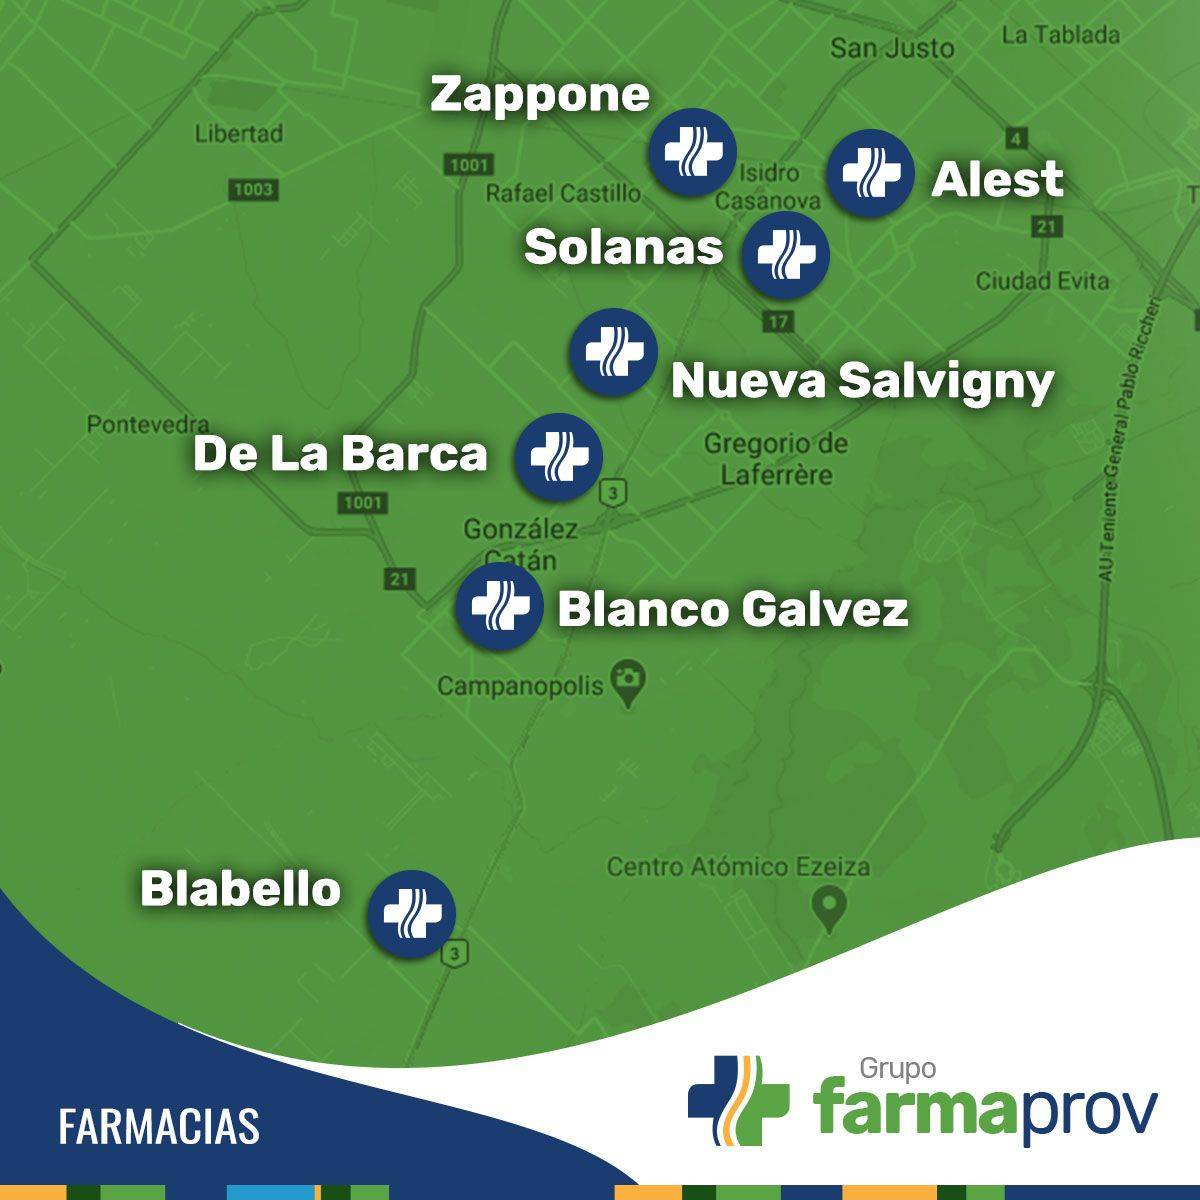 San Justo
La Tablada
Zappone
Libertad
4
1001
Isidro
Casanova
Alest
1003
Rafael Castillo
21
Solanas
Ciudad Evita
17
Nueva Salvigny
AU Teniente General Pablo Riccheri
Pontevedra
De La Barca
Gregorio de
Laferrère
3
1001
González
Catán
21
Blanco Galvez
Campanopolis
Centro Atómico Ezeiza
Blabello
3
Grupo
farmaprov
FARMACIAS